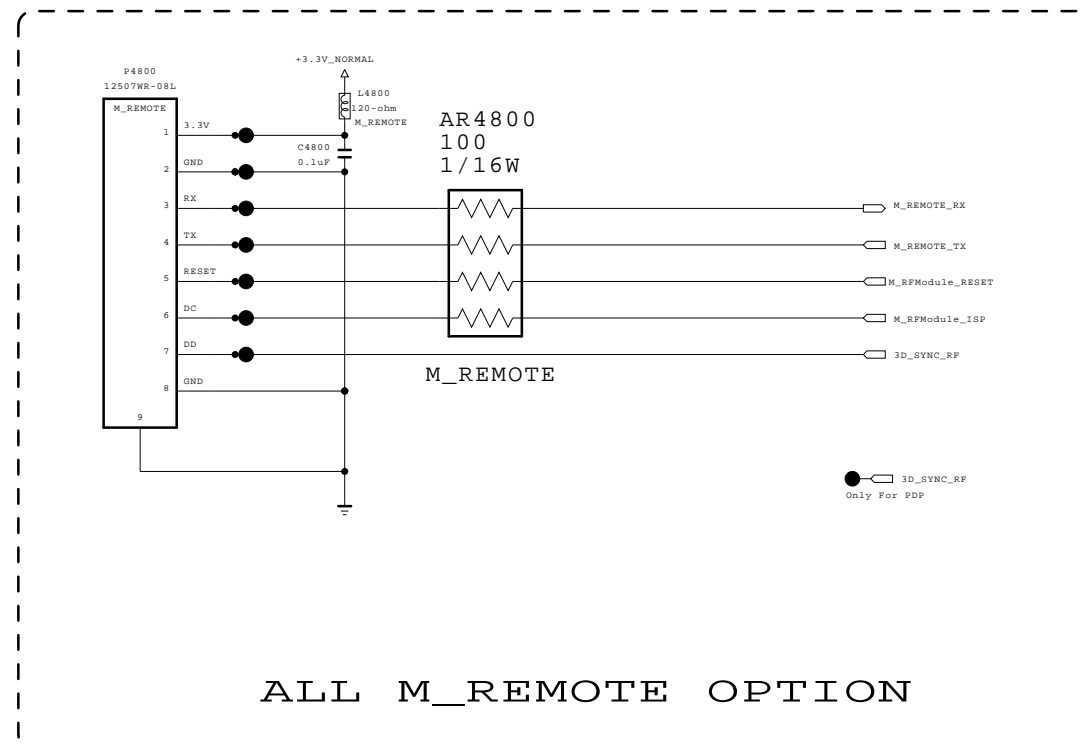 +3.3V_NORMAL
P4800
12507WR-08L
M_REMOTE
L4800
120-ohm
M_REMOTE
C4800
0.1uF
AR4800
100
1/16W
1
3.3V
2
GND
3
RX
M_REMOTE_RX
4
TX
M_REMOTE_TX
5
RESET
M_RFModule_RESET
6
DC
M_RFModule_ISP
7
DD
3D_SYNC_RF
M_REMOTE
8
GND
9
3D_SYNC_RF
Only For PDP
ALL M_REMOTE OPTION